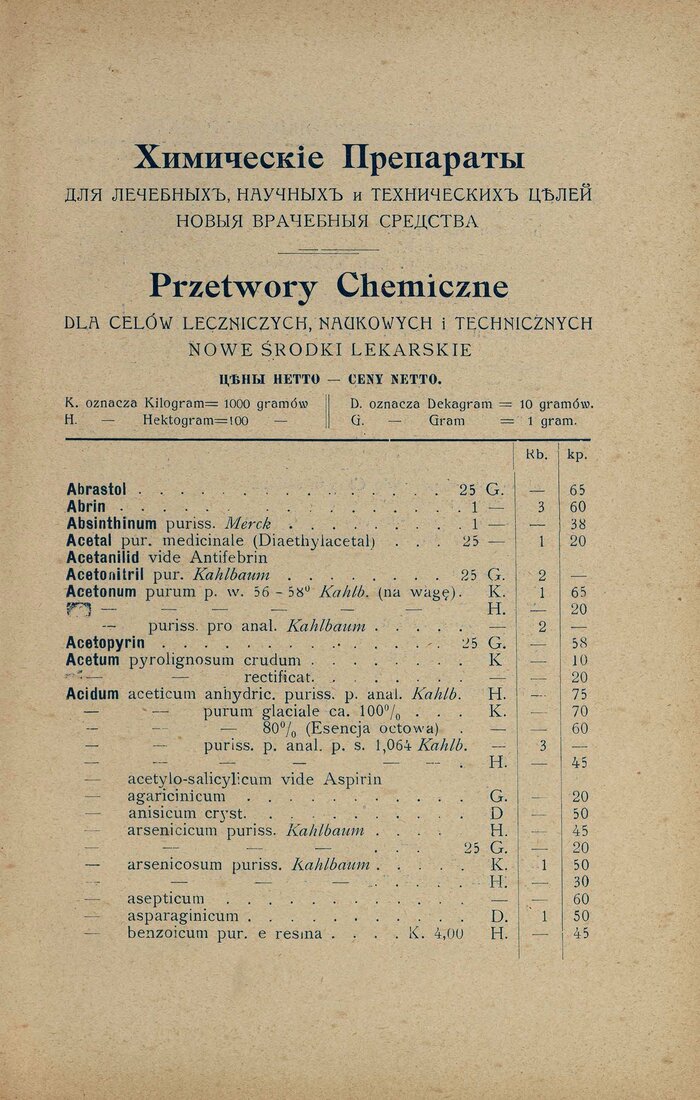 Химическіе Препараты
ДЛЯ ЛЕЧЕБНЫХЪ, НАУЧНЫХЪ и ТЕХНИЧЕСКИХЪ ЦѢЛЕЙ
НОВЫЯ ВРАЧЕБНЫЯ СРЕДСТВА
Przetwory Chemiczne
DLA CELÓW LECZNICZYCH, NAUKOWYCH i TECHNICZNYCH
NOWE ŚRODKI LEKARSKIE
ЦѢНЫ НЕТТО — CENY NETTO.
K. oznacza Kilogram= 1000 gramów || D. oznacza Dekagram = 10 gramów.
H. — Hektogram=100 — || G. — Gram = 1 gram.
Rb. kp.
Abrastol . . . . . . . . . . . . . . . 25 G. — 65
Abrin . . . . . . . . . . . . . . . . 1 — 3 60
Absinthinum puriss. Merck . . . . . . . . 1 — — 38
Acetal pur. medicinale (Diaethylacetal) . . . 25 — 1 20
Acetanilid vide Antifebrin
Acetonitril pur. Kahlbaum . . . . . . . . 25 G. 2 —
Acetonum purum p. w. 56 - 58⁰ Kahlb. (na wagę). K. 1 65
— — — — — — H. — 20
— puriss. pro anal. Kahlbaum . . . . . — 2 —
Acetopyrin . . . . . . . . . . . . . . 25 G. — 58
Acetum pyrolignosum crudum . . . . . . . K — 10
— — rectificat. . . . . . . — — 20
Acidum aceticum anhydric. puriss. p. anal. Kahlb. H. — 75
— — purum glaciale ca. 100⁰/₀ . . . K. — 70
— — — 80⁰/₀ (Esencja octowa) . — — 60
— — puriss. p. anal. p. s. 1,064 Kahlb. — 3 —
— — — — — — . H. — 45
— acetylo-salicylicum vide Aspirin
— agaricinicum . . . . . . . . . . G. — 20
— anisicum cryst. . . . . . . . . . . D — 50
— arsenicicum puriss. Kahlbaum . . . . H. — 45
— — — — . . . 25 G. — 20
— arsenicosum puriss. Kahlbaum . . . . K. 1 50
— — — — . . . . H. — 30
— asepticum . . . . . . . . . . . — — 60
— asparaginicum . . . . . . . . . . D. 1 50
— benzoicum pur. e resina . . . . K. 4,00 H. — 45